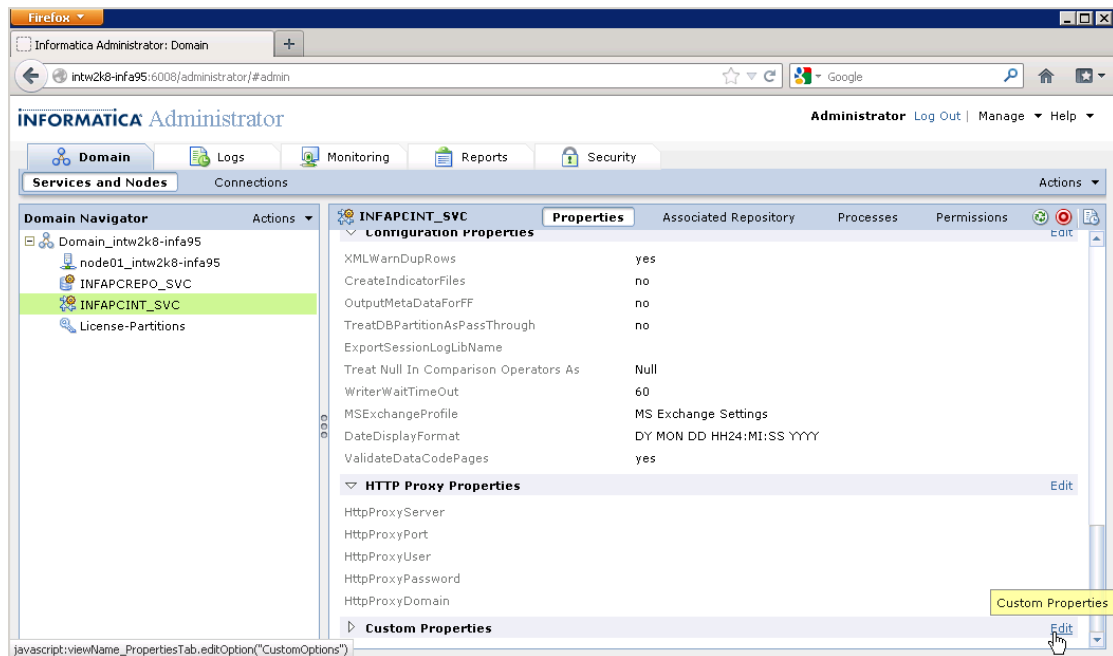 Firefox
Informatica Administrator: Domain
intw2k8-infa95:6008/administrator/#admin
Google
INFORMATICA Administrator
Administrator Log Out | Manage Help
Domain Logs Monitoring Reports Security
Services and Nodes Connections Actions
Domain Navigator Actions
Domain_intw2k8-infa95
node01_intw2k8-infa95
INFAPCREPO_SVC
INFAPCINT_SVC
License-Partitions
INFAPCINT_SVC Properties Associated Repository Processes Permissions
Configuration Properties Edit
XMLWarnDupRows yes
CreateIndicatorFiles no
OutputMetaDataForFF no
TreatDBPartitionAsPassThrough no
ExportSessionLogLibName
Treat Null In Comparison Operators As Null
WriterWaitTimeOut 60
MSExchangeProfile MS Exchange Settings
DateDisplayFormat DY MON DD HH24:MI:SS YYYY
ValidateDataCodePages yes
HTTP Proxy Properties Edit
HttpProxyServer
HttpProxyPort
HttpProxyUser
HttpProxyPassword
HttpProxyDomain
Custom Properties
Custom Properties Edit
javascript:viewName_PropertiesTab.editOption("CustomOptions")